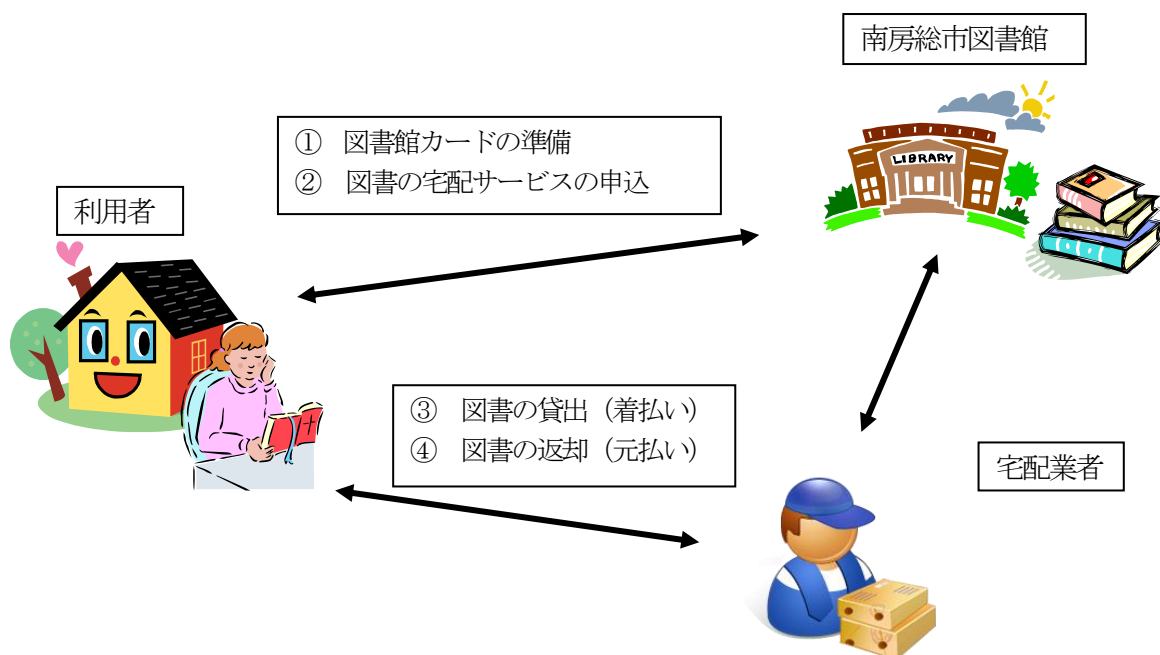 南房総市図書館
① 図書館カードの準備
② 図書の宅配サービスの申込
LIBRARY
利用者
③ 図書の貸出（着払い）
④ 図書の返却（元払い）
宅配業者